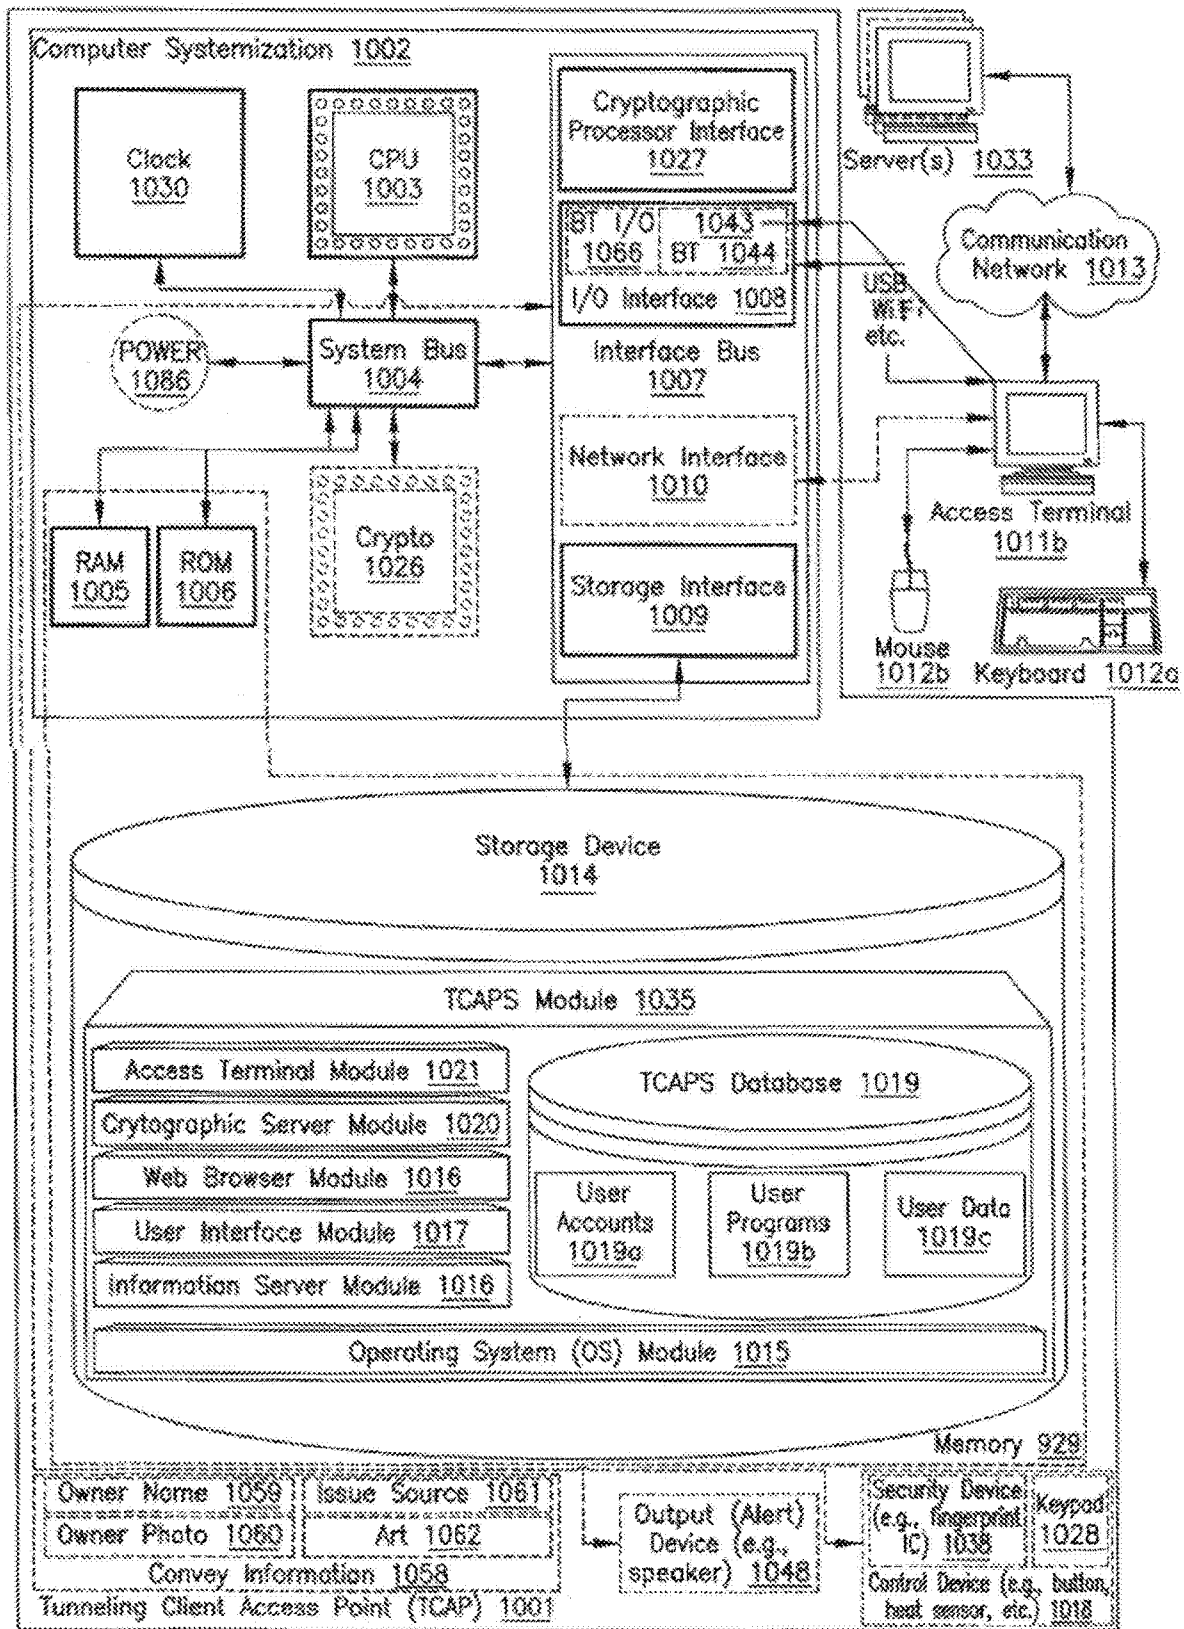 Computer Systemization 1002
Clock
1030
CPU
1003
Cryptographic
Processor Interface
1027
BT I/O
1066
1043
BT 1044
I/O Interface 1008
Server(s) 1033
Communication
Network 1013
USB,
WiFi
etc.
POWER
1086
System Bus
1004
Interface Bus
1007
Network Interface
1010
Access Terminal
1011b
RAM
1005
ROM
1006
Crypto
1026
Storage Interface
1009
Mouse
1012b
Keyboard 1012a
Storage Device
1014
TCAPS Module 1035
Access Terminal Module 1021
Crytographic Server Module 1020
Web Browser Module 1016
User Interface Module 1017
Information Server Module 1016
TCAPS Database 1019
User
Accounts
1019a
User
Programs
1019b
User Data
1019c
Operating System (OS) Module 1015
Memory 929
Owner Name 1059
Issue Source 1061
Owner Photo 1060
Art 1062
Convey Information 1058
Tunneling Client Access Point (TCAP) 1001
Output (Alert)
Device (e.g.,
speaker) 1048
Security Device
(e.g., fingerprint
IC) 1038
Keypad
1028
Control Device (e.g., button,
heat sensor, etc.) 1018